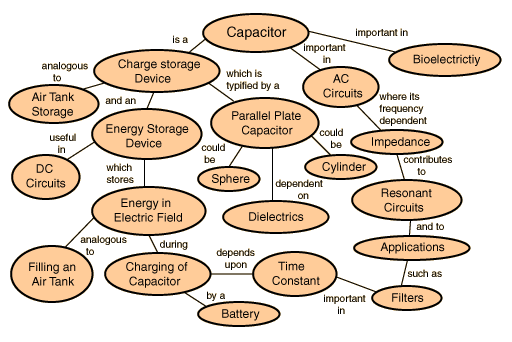 Capacitor
is a
important
in
important in
Bioelectrictiy
Charge storage
Device
analogous
to
Air Tank
Storage
and an
which is
typified by a
AC
Circuits
where its
frequency
dependent
Energy Storage
Device
useful
in
DC
Circuits
Parallel Plate
Capacitor
could
be
Sphere
could
be
Cylinder
dependent
on
Dielectrics
Impedance
contributes
to
Resonant
Circuits
and to
Applications
such as
Filters
which
stores
Energy in
Electric Field
analogous
to
Filling an
Air Tank
during
Charging of
Capacitor
depends
upon
Time
Constant
important
in
by a
Battery